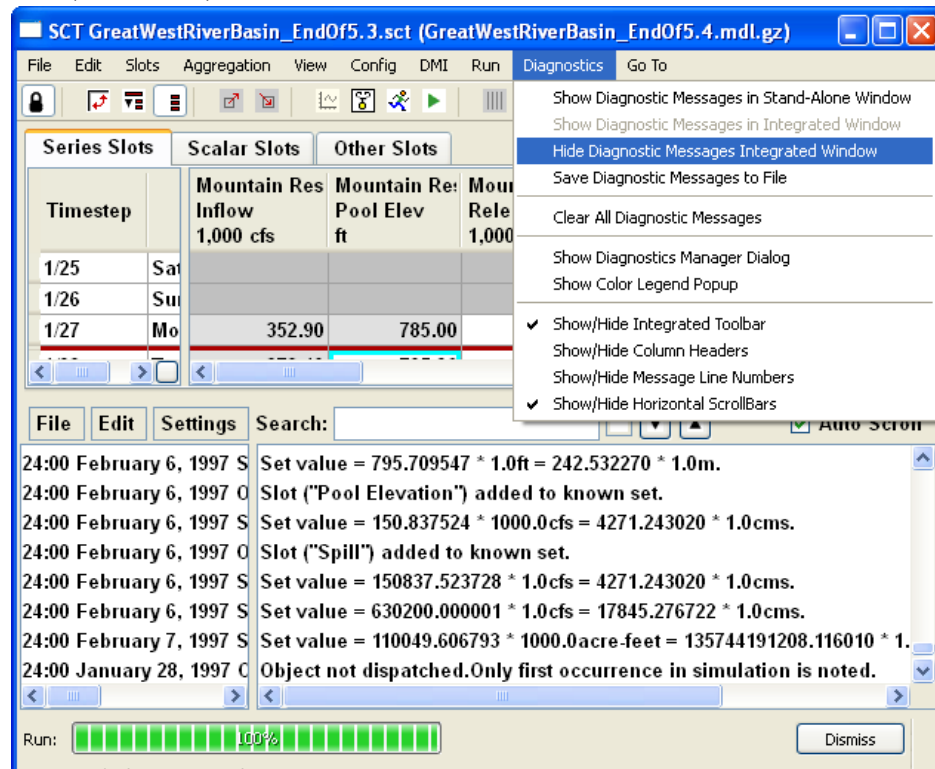 SCT GreatWestRiverBasin_EndOf5.3.sct (GreatWestRiverBasin_EndOf5.4.mdl.gz)
File Edit Slots Aggregation View Config DMI Run Diagnostics Go To
Show Diagnostic Messages in Stand-Alone Window
Show Diagnostic Messages in Integrated Window
Hide Diagnostic Messages Integrated Window
Save Diagnostic Messages to File
Clear All Diagnostic Messages
Show Diagnostics Manager Dialog
Show Color Legend Popup
Show/Hide Integrated Toolbar
Show/Hide Column Headers
Show/Hide Message Line Numbers
Show/Hide Horizontal ScrollBars
Series Slots Scalar Slots Other Slots
Timestep
Mountain Res Inflow 1,000 cfs
Mountain Res Pool Elev ft
Moun Rele 1,000
1/25 Sat
1/26 Sun
1/27 Mo 352.90 785.00
File Edit Settings Search: Auto Scroll
24:00 February 6, 1997 S Set value = 795.709547 * 1.0ft = 242.532270 * 1.0m.
24:00 February 6, 1997 O Slot ("Pool Elevation") added to known set.
24:00 February 6, 1997 S Set value = 150.837524 * 1000.0cfs = 4271.243020 * 1.0cms.
24:00 February 6, 1997 O Slot ("Spill") added to known set.
24:00 February 6, 1997 S Set value = 150837.523728 * 1.0cfs = 4271.243020 * 1.0cms.
24:00 February 6, 1997 S Set value = 630200.000001 * 1.0cfs = 17845.276722 * 1.0cms.
24:00 February 7, 1997 S Set value = 110049.606793 * 1000.0acre-feet = 135744191208.116010 * 1.
24:00 January 28, 1997 O Object not dispatched.Only first occurrence in simulation is noted.
Run: 100% Dismiss